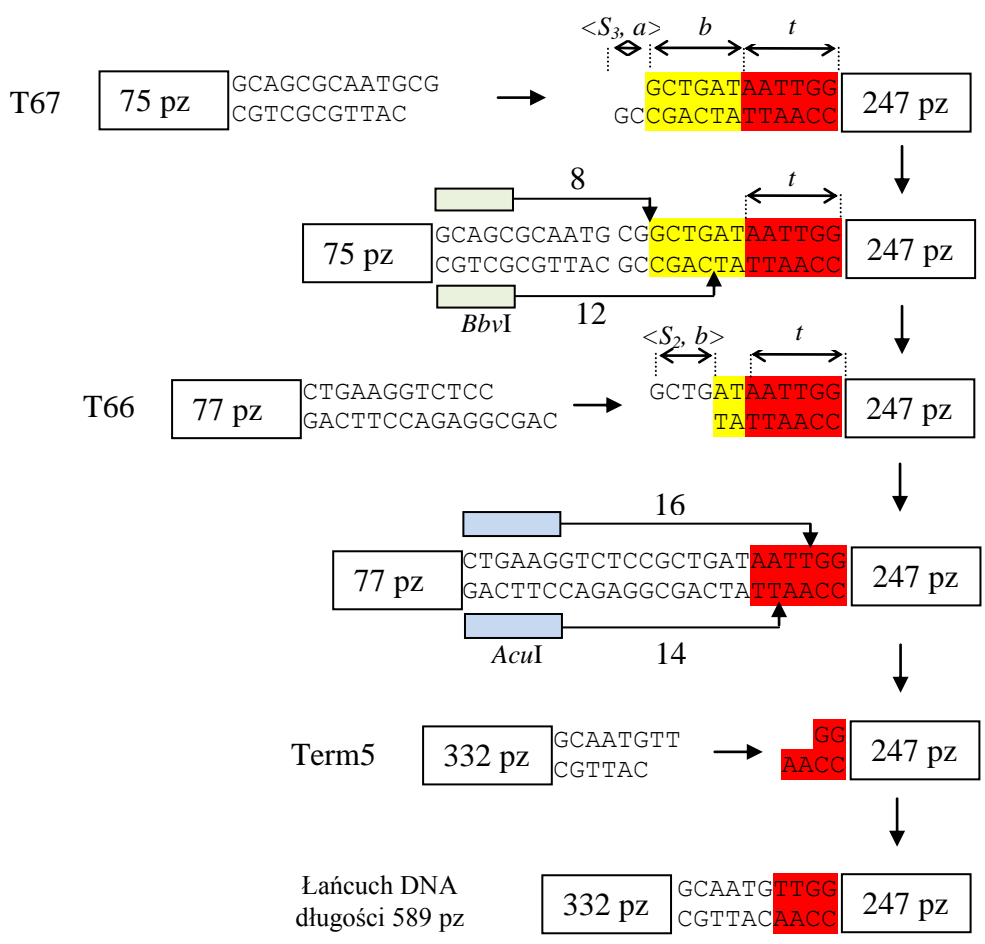 <S3, a> b t
T67 75 pz GCAGCGCAATGCG GCTGATAATTGG 247 pz
CGTCGCGTTAC GCCGACTATTAACC
8 t
75 pz GCAGCGCAATG CGGCTGATAATTGG 247 pz
CGTCGCGTTAC GCCGACTATTAACC
BbvI 12
<S2, b> t
T66 77 pz CTGAAGGTCTCC GCTGATAATTGG 247 pz
GACTTCCAGAGGCGAC TATTAACC
16
77 pz CTGAAGGTCTCCGCTGATAATTGG 247 pz
GACTTCCAGAGGCGACTATTAACC
AcuI 14
Term5 332 pz GCAATGTT GG 247 pz
CGTTAC AACC
Łańcuch DNA
długości 589 pz
332 pz GCAATGTTGG 247 pz
CGTTACAACC